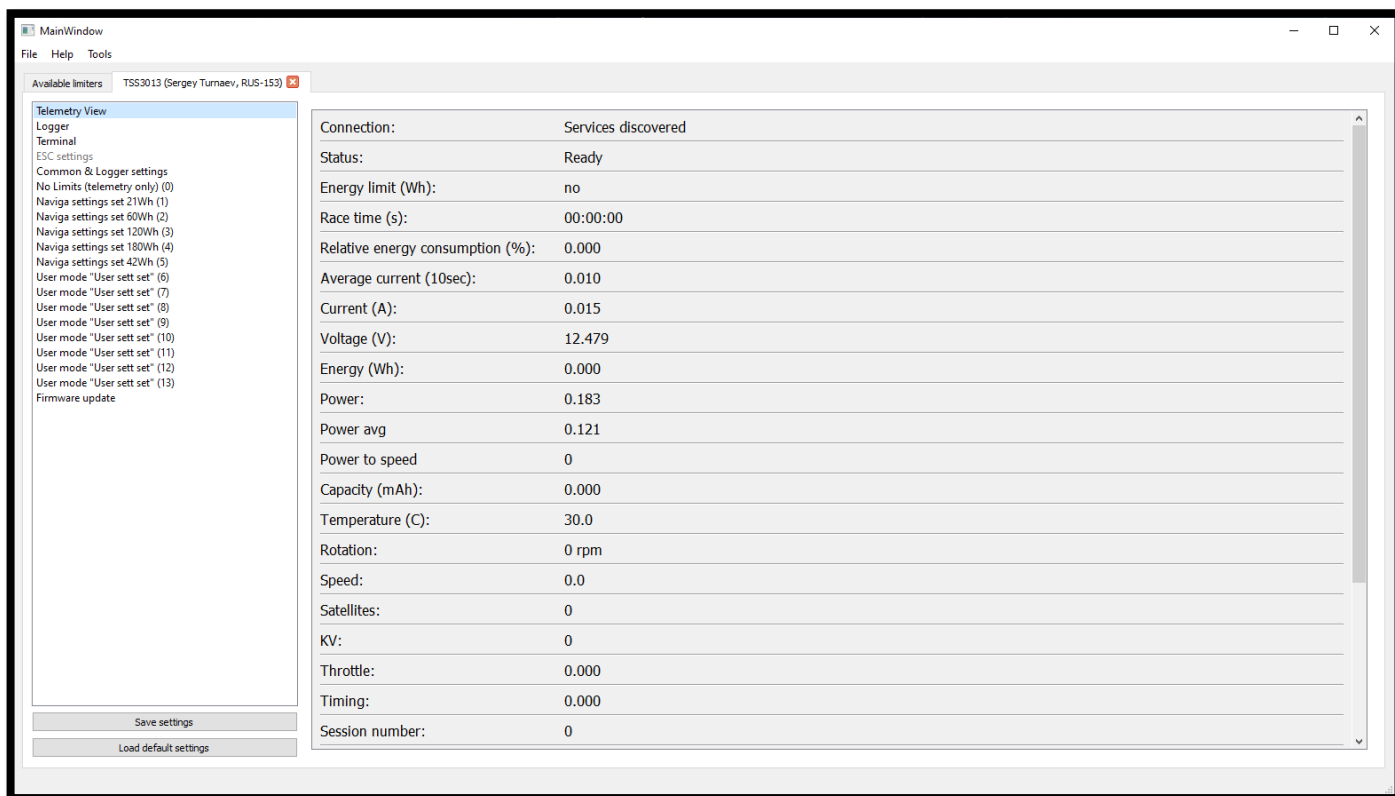 MainWindow
File Help Tools
Available limiters TSS3013 (Sergey Turnaev, RUS-153)
Telemetry View
Logger
Terminal
ESC settings
Common & Logger settings
No Limits (telemetry only) (0)
Naviga settings set 21Wh (1)
Naviga settings set 60Wh (2)
Naviga settings set 120Wh (3)
Naviga settings set 180Wh (4)
Naviga settings set 42Wh (5)
User mode "User sett set" (6)
User mode "User sett set" (7)
User mode "User sett set" (8)
User mode "User sett set" (9)
User mode "User sett set" (10)
User mode "User sett set" (11)
User mode "User sett set" (12)
User mode "User sett set" (13)
Firmware update
Save settings
Load default settings
Connection: Services discovered
Status: Ready
Energy limit (Wh): no
Race time (s): 00:00:00
Relative energy consumption (%): 0.000
Average current (10sec): 0.010
Current (A): 0.015
Voltage (V): 12.479
Energy (Wh): 0.000
Power: 0.183
Power avg 0.121
Power to speed 0
Capacity (mAh): 0.000
Temperature (C): 30.0
Rotation: 0 rpm
Speed: 0.0
Satellites: 0
KV: 0
Throttle: 0.000
Timing: 0.000
Session number: 0